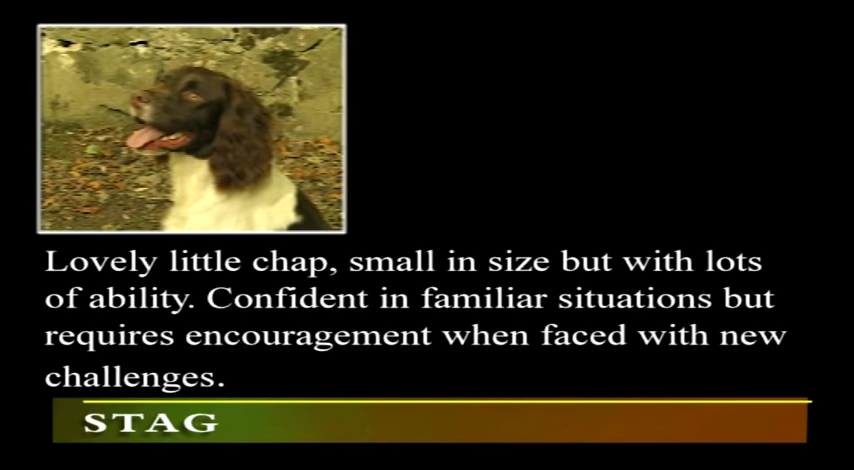 Lovely little chap, small in size but with lots
of ability. Confident in familiar situations but
requires encouragement when faced with new
challenges.
STAG